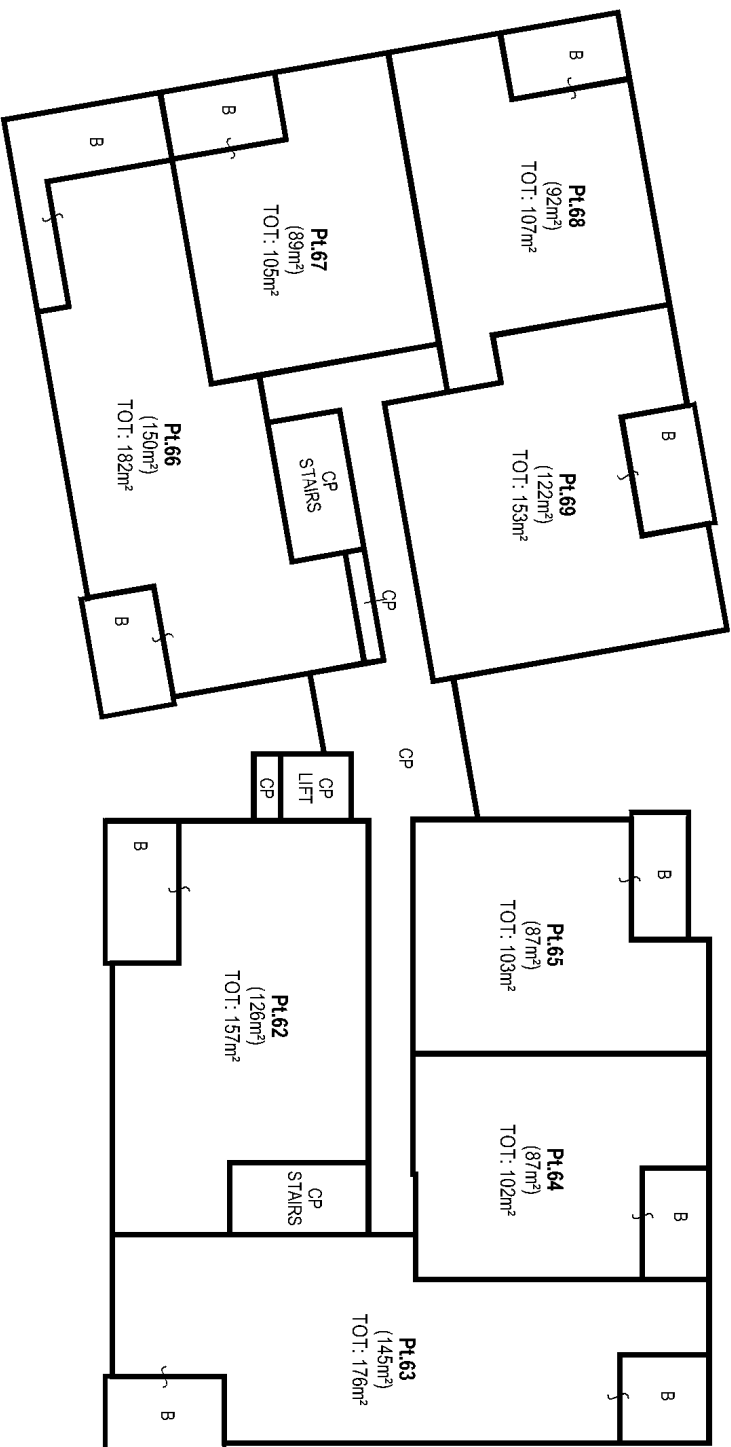 B
Pt.68
(92m²)
TOT: 107m²
B
Pt.67
(89m²)
TOT: 105m²
B
Pt.66
(150m²)
TOT: 182m²
B
B
Pt.69
(122m²)
TOT: 153m²
CP
STAIRS
CP
CP
CP
LIFT
CP
B
Pt.65
(87m²)
TOT: 103m²
B
Pt.62
(126m²)
TOT: 157m²
B
Pt.64
(87m²)
TOT: 102m²
CP
STAIRS
B
Pt.63
(145m²)
TOT: 176m²
B